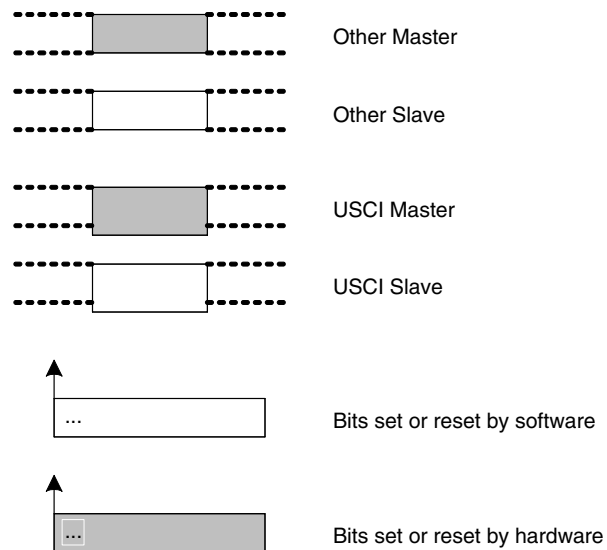 Other Master
Other Slave
USCI Master
USCI Slave
...
Bits set or reset by software
...
Bits set or reset by hardware